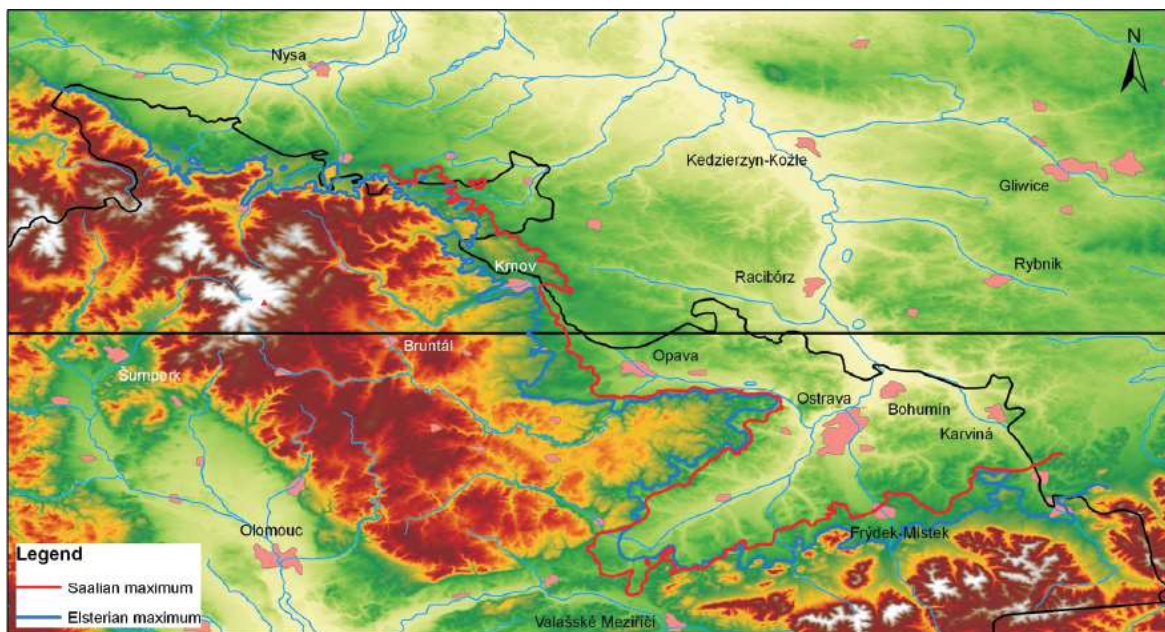 N
Nysa
Kedzierzyn-Kožle
Gliwice
Krnov
Racibórz
Rybnik
Bruntál
Opava
Šumperk
Ostrava
Bohumín
Karviná
Olomouc
Frýdek-Místek
Valašské Meziříčí
Legend
Saalian maximum
Elsterian maximum